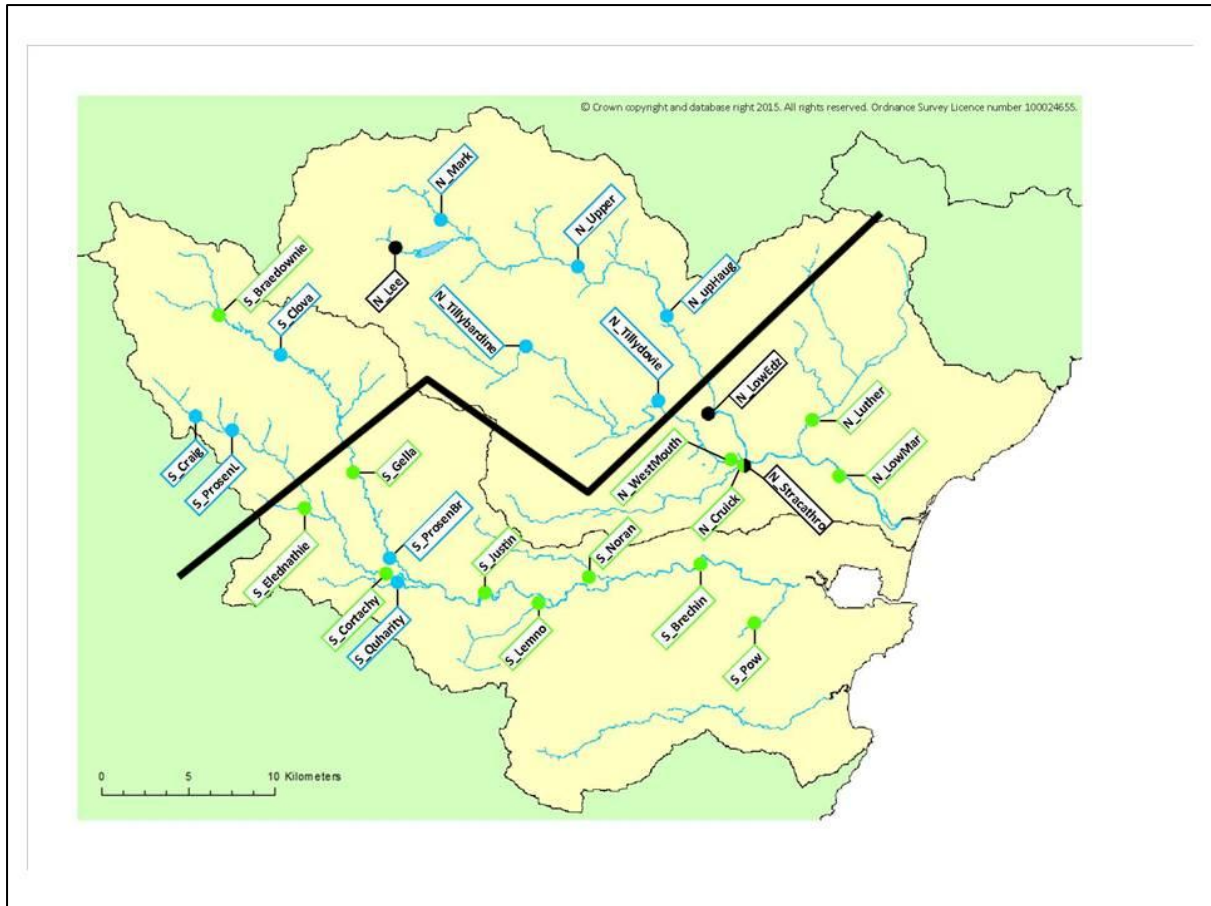 © Crown copyright and database right 2015. All rights reserved. Ordnance Survey Licence number 100024655.
N_Mark
N_Upper
S_Braedownie
N_Lee
S_Clova
N_upHaug
N_Tillybardine
N_Tillydovie
N_LowEdz
N_Luther
S_Craig
S_ProsenL
S_Gella
N_WestMouth
N_LowMar
N_Cruick
N_Stracathro
S_ProsenBr
S_Justin
S_Noran
S_Elednathie
S_Cortachy
S_Quharity
S_Lemno
S_Brechin
S_Pow
0 5 10 Kilometers